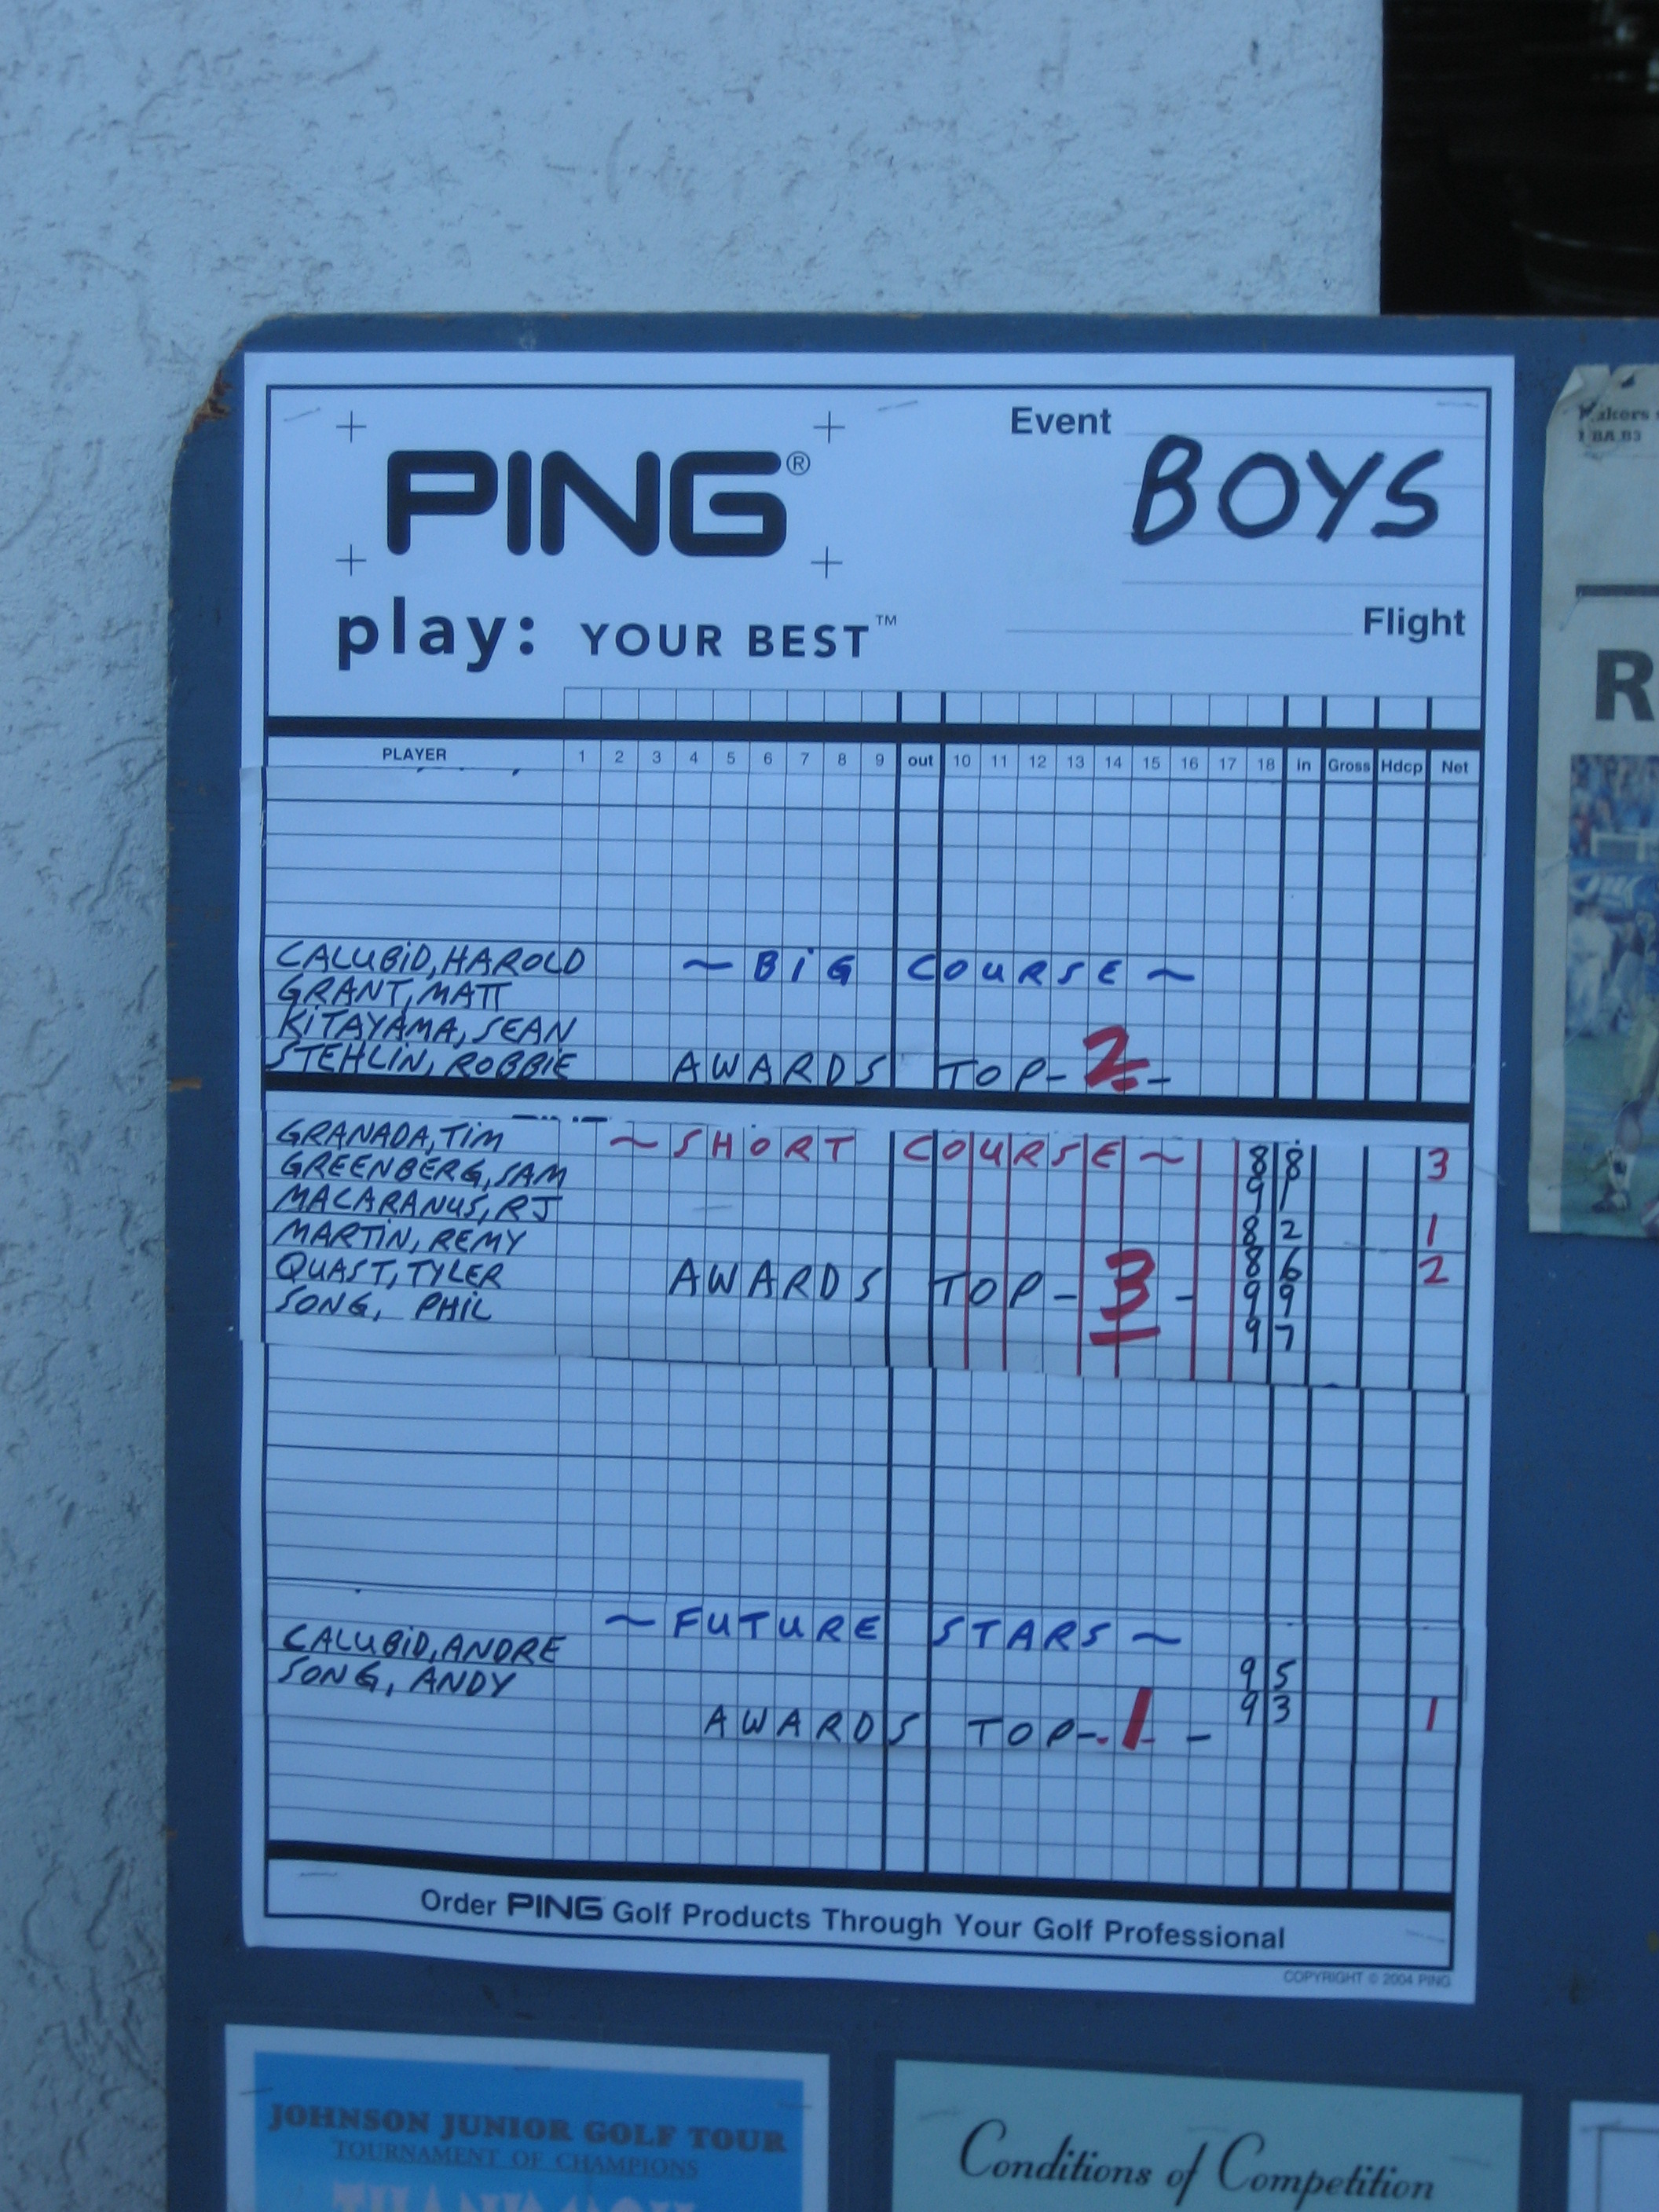 Event
PING®
BOYS
play: YOUR BEST™
Flight
PLAYER 1 2 3 4 5 6 7 8 9 out 10 11 12 13 14 15 16 17 18 in Gross Hdcp Net
CALUBiD, HAROLD ~ BiG COURSE ~
GRANT, MATT
KiTAYAMA, SEAN
STEHLiN, ROBBIE AWARDS TOP - 2 -
GRANADA, TiM ~ SHORT COURSE ~ 88 3
GREENBERG, SAM 91
MACARANUS, RJ 82 1
MARTiN, REMY 86 2
QUAST, TYLER AWARDS TOP - 3 - 99
SONG, PHiL 97
~ FUTURE STARS ~
CALUBiD, ANDRE 95
SONG, ANDY 93 1
AWARDS TOP - 1 -
Order PING Golf Products Through Your Golf Professional
COPYRIGHT © 2004 PING
JOHNSON JUNIOR GOLF TOUR
TOURNAMENT OF CHAMPIONS
Conditions of Competition
R